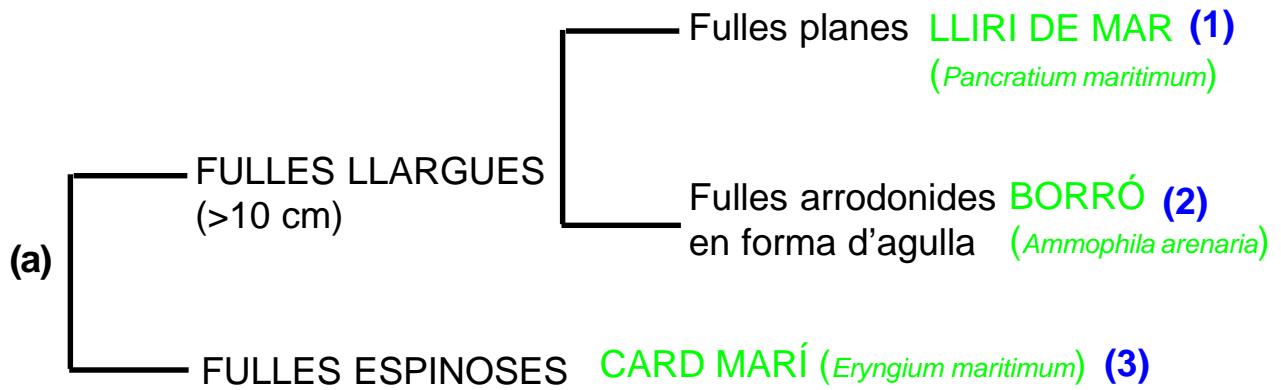 Fulles planes LLIRI DE MAR (1)
(Pancratium maritimum)
FULLES LLARGUES
(>10 cm)
Fulles arrodonides BORRÓ (2)
en forma d'agulla (Ammophila arenaria)
(a)
FULLES ESPINOSES CARD MARÍ (Eryngium maritimum) (3)